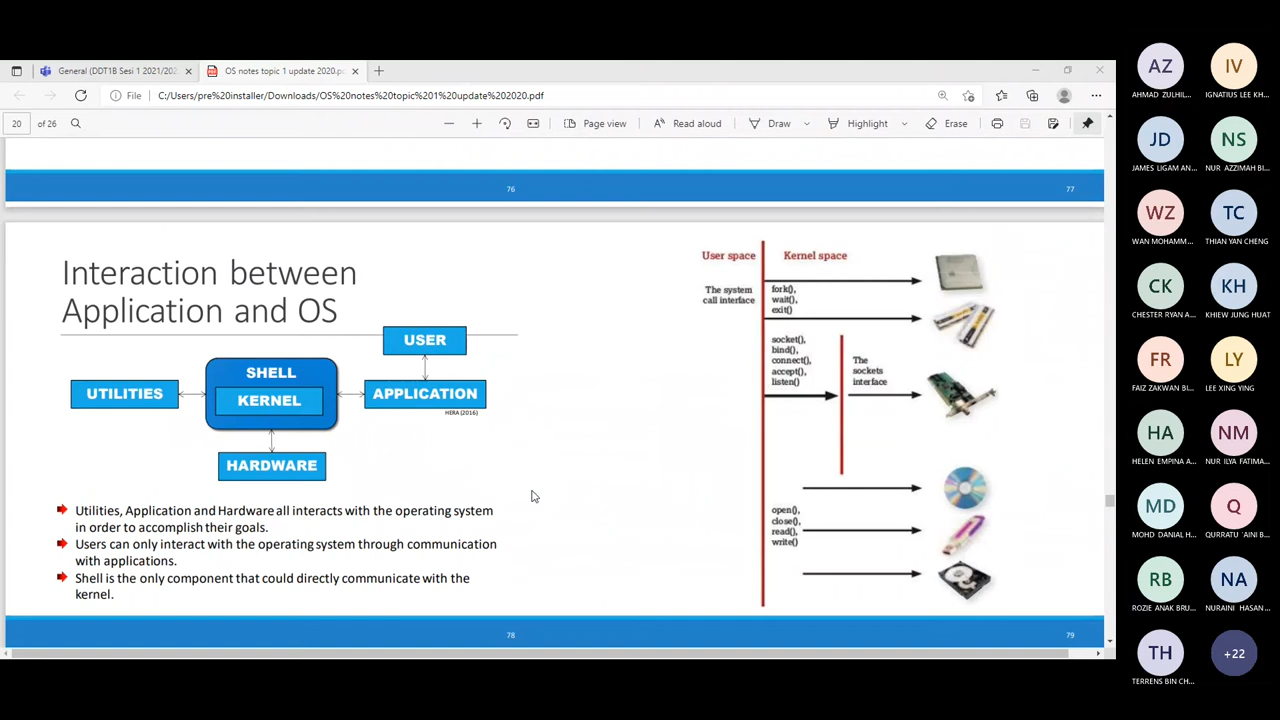 General (DDT1B Sesi 1 2021/202
OS notes topic 1 update 2020.pd
File
C:/Users/pre%20installer/Downloads/OS%20notes%20topic%201%20update%202020.pdf
20 of 26
Page view
Read aloud
Draw
Highlight
Erase
76
77
Interaction between
Application and OS
USER
SHELL
UTILITIES
KERNEL
APPLICATION
HERA (2016)
HARDWARE
Utilities, Application and Hardware all interacts with the operating system
in order to accomplish their goals.
Users can only interact with the operating system through communication
with applications.
Shell is the only component that could directly communicate with the
kernel.
78
User space
Kernel space
The system
call interface
fork(),
wait(),
exit()
socket(),
bind(),
connect(),
accept(),
listen()
The
sockets
interface
open(),
close(),
read(),
write()
79
AZ
AHMAD ZULHIL...
IV
IGNATIUS LEE KH...
JD
JAMES LIGAM AN...
NS
NUR AZZIMAH BI...
WZ
WAN MOHAMM...
TC
THIAN YAN CHENG
CK
CHESTER RYAN A...
KH
KHIEW JUNG HUAT
FR
FAIZ ZAKWAN BI...
LY
LEE XING YING
HA
HELEN EMPINA A...
NM
NUR ILYA FATIMA...
MD
MOHD DANIAL H...
Q
QURRATU `AINI B...
RB
ROZIE ANAK BRU...
NA
NURAINI HASAN...
TH
TERRENS BIN CH...
+22